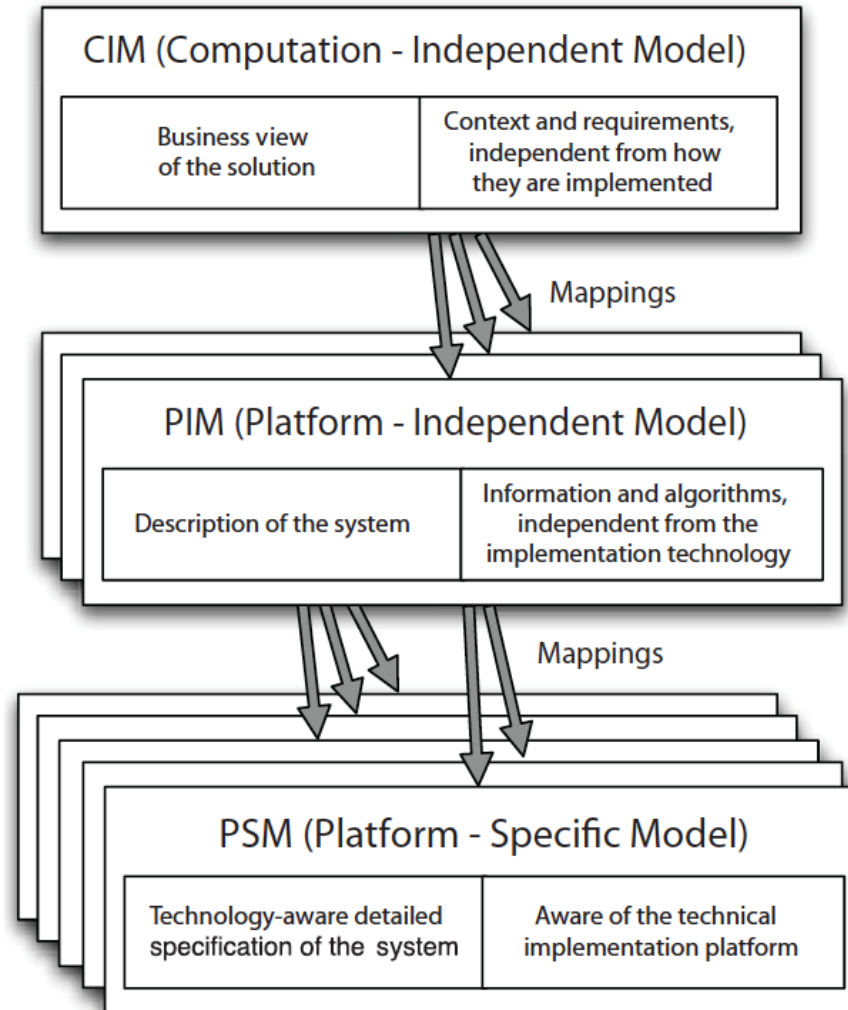 CIM (Computation - Independent Model)
Business view
of the solution
Context and requirements,
independent from how
they are implemented
Mappings
PIM (Platform - Independent Model)
Description of the system
Information and algorithms,
independent from the
implementation technology
Mappings
PSM (Platform - Specific Model)
Technology-aware detailed
specification of the system
Aware of the technical
implementation platform